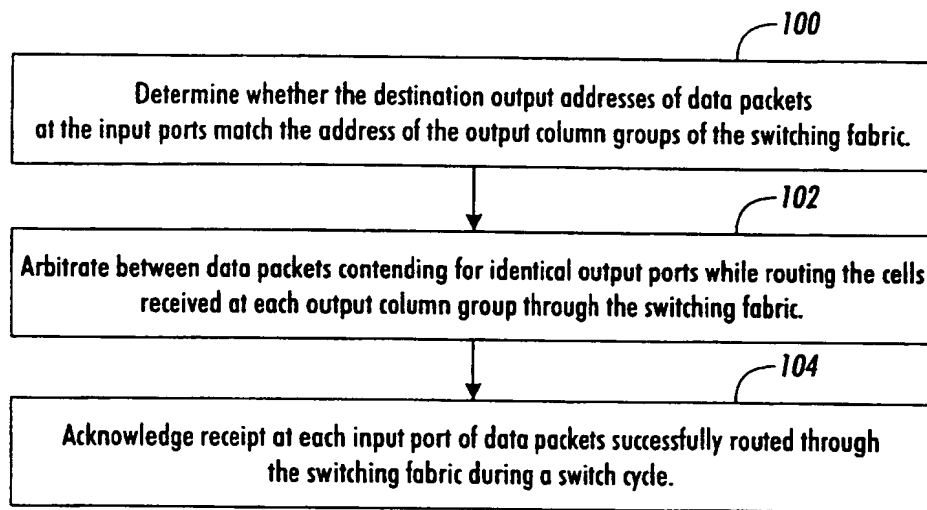 100
Determine whether the destination output addresses of data packets
at the input ports match the address of the output column groups of the switching fabric.
102
Arbitrate between data packets contending for identical output ports while routing the cells
received at each output column group through the switching fabric.
104
Acknowledge receipt at each input port of data packets successfully routed through
the switching fabric during a switch cycle.